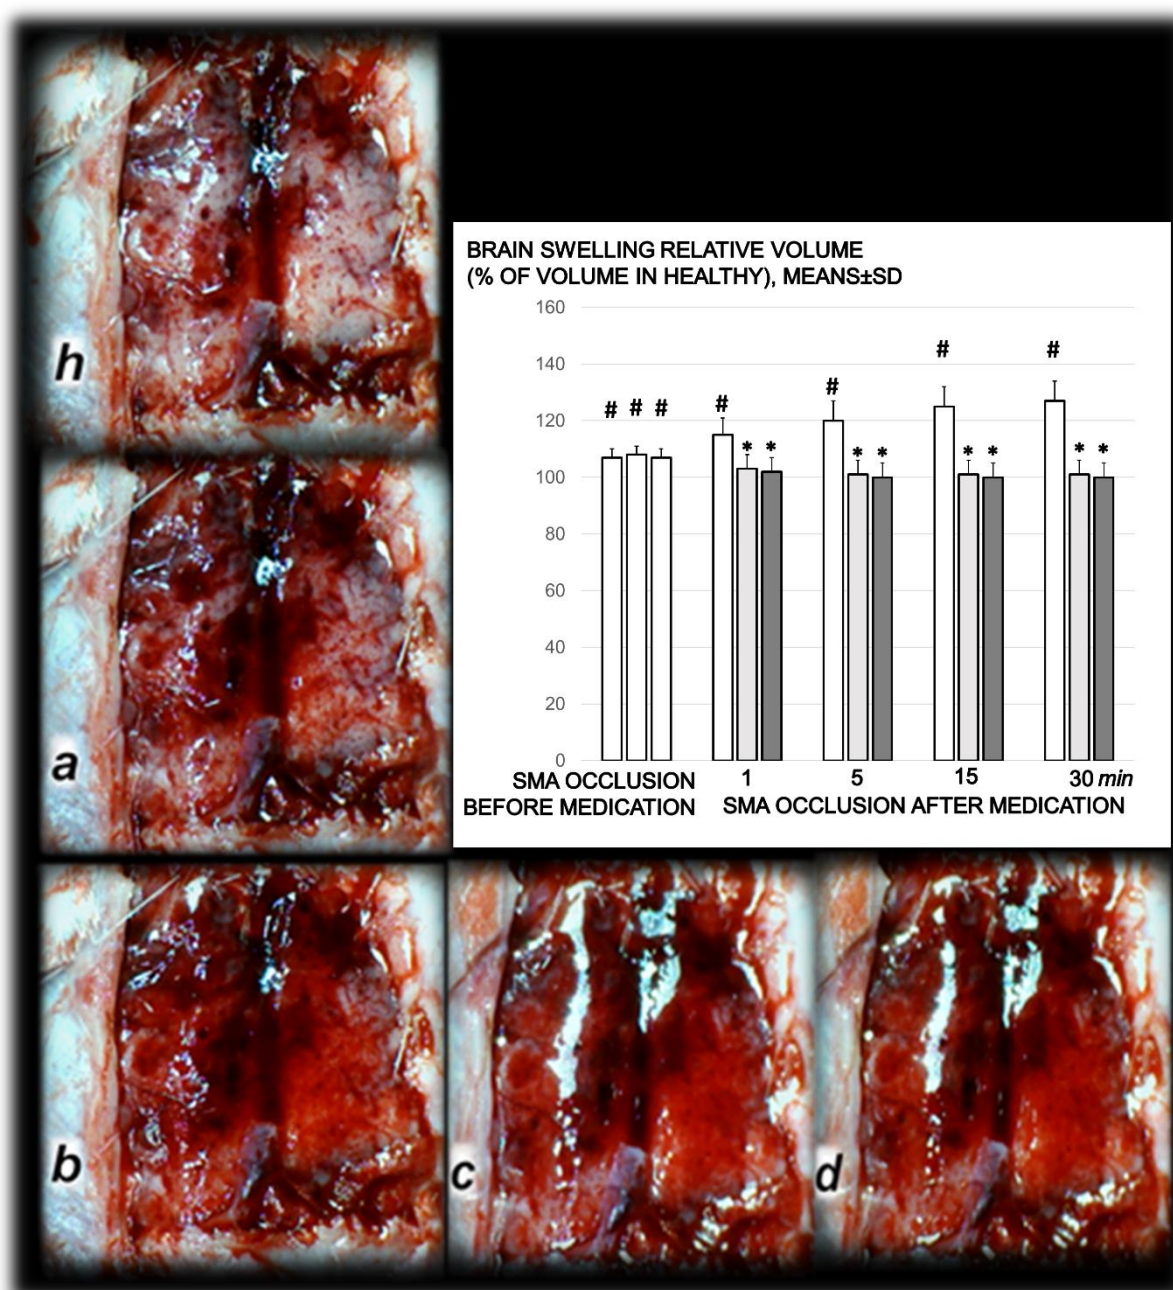 h
BRAIN SWELLING RELATIVE VOLUME
(% OF VOLUME IN HEALTHY), MEANS±SD
160
140
120
100
80
60
40
20
0
# # # # # # #
* * * * * * * *
SMA OCCLUSION 1 5 15 30 min
BEFORE MEDICATION SMA OCCLUSION AFTER MEDICATION
a
b
c
d